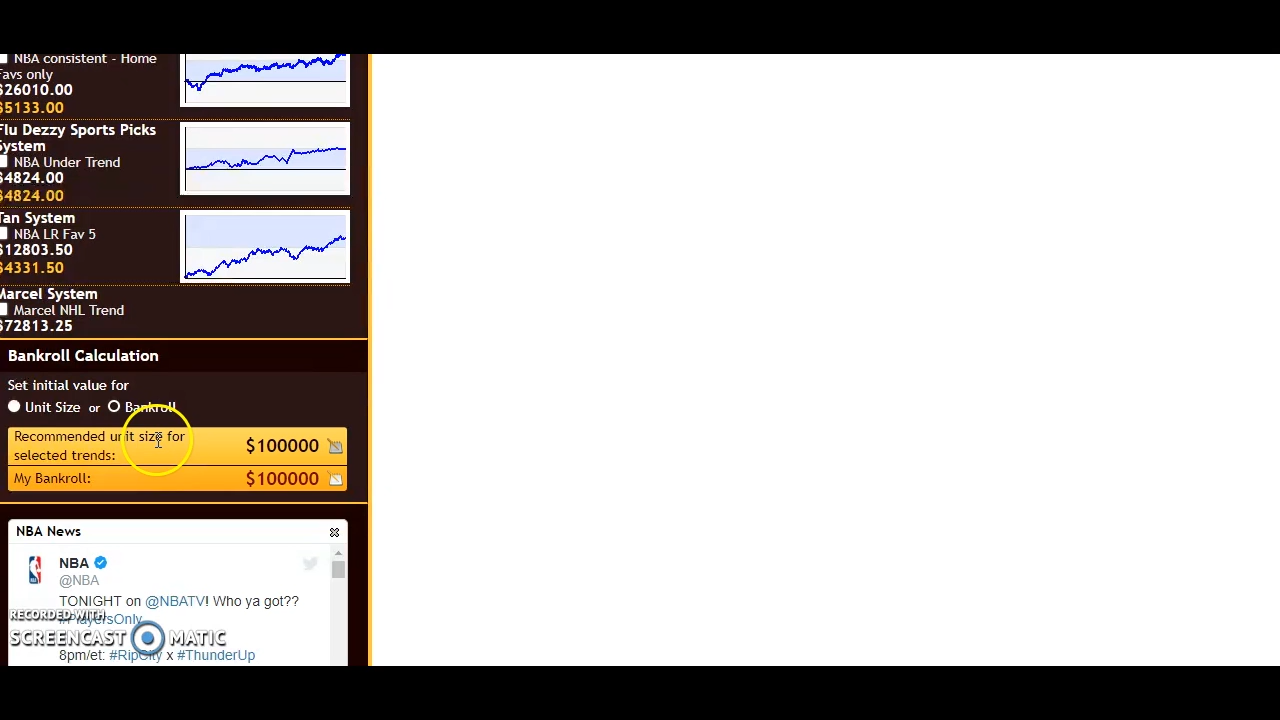 NBA consistent - Home
Favs only
$26010.00
$5133.00
Flu Dezzy Sports Picks
System
NBA Under Trend
$4824.00
$4824.00
Tan System
NBA LR Fav 5
$12803.50
$4331.50
Marcel System
Marcel NHL Trend
$72813.25
Bankroll Calculation
Set initial value for
Unit Size or Bankroll
Recommended unit size for
selected trends:
$100000
My Bankroll: $100000
NBA News
NBA
@NBA
TONIGHT on @NBATV! Who ya got??
#PlayersOnly
8pm/et: #RipCity x #ThunderUp
RECORDED WITH
SCREENCAST MATIC